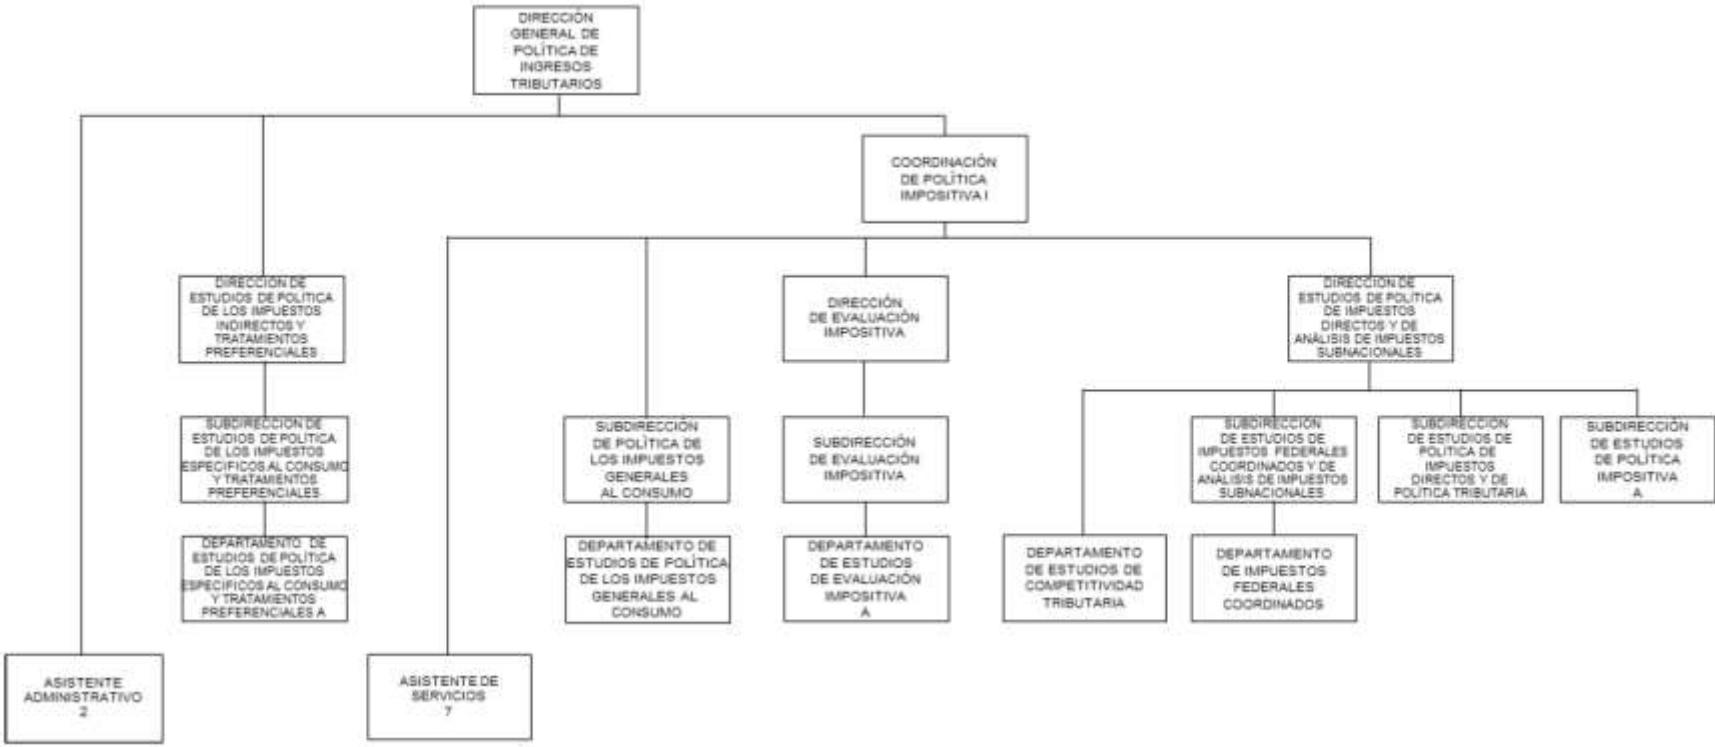 DIRECCIÓN
GENERAL DE
POLÍTICA DE
INGRESOS
TRIBUTARIOS
COORDINACIÓN
DE POLÍTICA
IMPOSITIVA I
DIRECCIÓN DE
ESTUDIOS DE POLÍTICA
DE LOS IMPUESTOS
INDIRECTOS Y
TRATAMIENTOS
PREFERENCIALES
DIRECCIÓN
DE EVALUACIÓN
IMPOSITIVA
DIRECCIÓN DE
ESTUDIOS DE POLÍTICA
DE IMPUESTOS
DIRECTOS Y DE
ANÁLISIS DE IMPUESTOS
SUBNACIONALES
SUBDIRECCIÓN DE
ESTUDIOS DE POLÍTICA
DE LOS IMPUESTOS
ESPECÍFICOS AL CONSUMO
Y TRATAMIENTOS
PREFERENCIALES
SUBDIRECCIÓN
DE POLÍTICA DE
LOS IMPUESTOS
GENERALES
AL CONSUMO
SUBDIRECCIÓN
DE EVALUACIÓN
IMPOSITIVA
SUBDIRECCIÓN
DE ESTUDIOS DE
IMPUESTOS FEDERALES
COORDINADOS Y DE
ANÁLISIS DE IMPUESTOS
SUBNACIONALES
SUBDIRECCIÓN
DE ESTUDIOS DE
POLÍTICA DE
IMPUESTOS
DIRECTOS Y DE
POLÍTICA TRIBUTARIA
SUBDIRECCIÓN
DE ESTUDIOS
DE POLÍTICA
IMPOSITIVA
A
DEPARTAMENTO DE
ESTUDIOS DE POLÍTICA
DE LOS IMPUESTOS
ESPECÍFICOS AL CONSUMO
Y TRATAMIENTOS
PREFERENCIALES A
DEPARTAMENTO DE
ESTUDIOS DE POLÍTICA
DE LOS IMPUESTOS
GENERALES AL
CONSUMO
DEPARTAMENTO
DE ESTUDIOS
DE EVALUACIÓN
IMPOSITIVA
A
DEPARTAMENTO
DE ESTUDIOS DE
COMPETITIVIDAD
TRIBUTARIA
DEPARTAMENTO
DE IMPUESTOS
FEDERALES
COORDINADOS
ASISTENTE
ADMINISTRATIVO
2
ASISTENTE DE
SERVICIOS
7